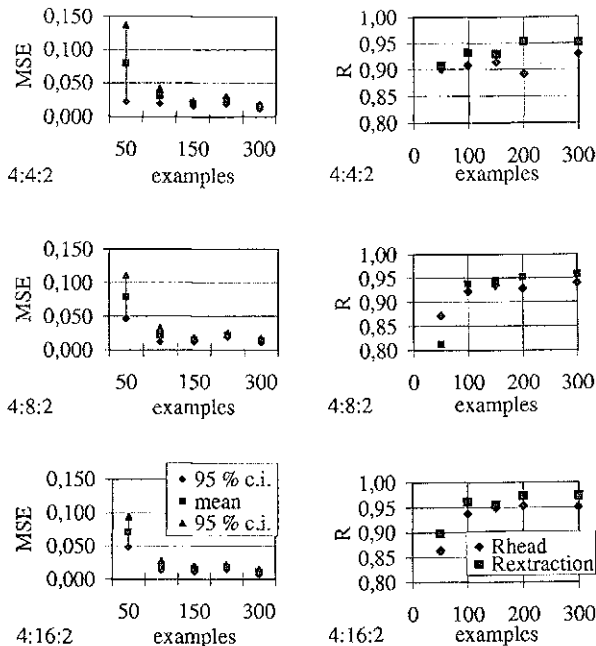 0,150
0,100
0,050
0,000
MSE
50 150 300
examples
4:4:2
1,00
0,95
0,90
0,85
0,80
R
0 100 200 300
examples
4:4:2
0,150
0,100
0,050
0,000
MSE
50 150 300
examples
4:8:2
1,00
0,95
0,90
0,85
0,80
R
0 100 200 300
examples
4:8:2
0,150
0,100
0,050
0,000
MSE
95 % c.i.
mean
95 % c.i.
50 150 300
examples
4:16:2
1,00
0,95
0,90
0,85
0,80
R
Rhead
Rextraction
0 100 200 300
examples
4:16:2